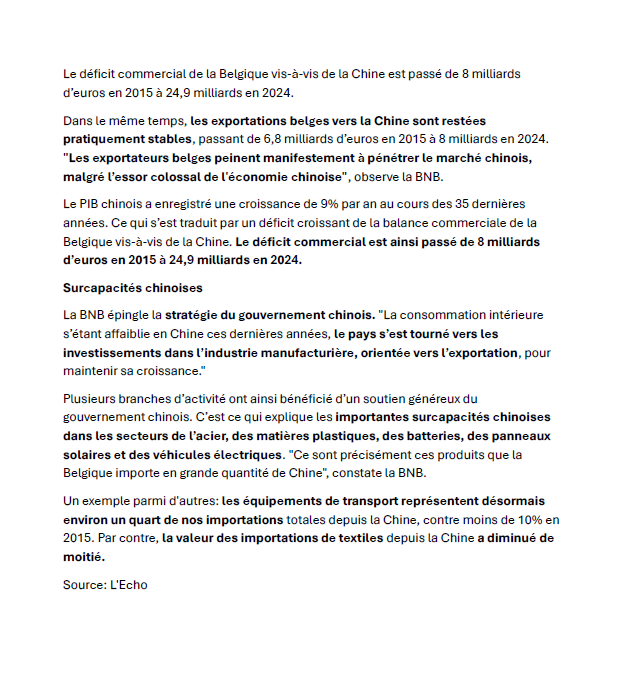 Le déficit commercial de la Belgique vis-à-vis de la Chine est passé de 8 milliards
d’euros en 2015 à 24,9 milliards en 2024.
Dans le même temps, les exportations belges vers la Chine sont restées
pratiquement stables, passant de 6,8 milliards d’euros en 2015 à 8 milliards en 2024.
"Les exportateurs belges peinent manifestement à pénétrer le marché chinois,
malgré l’essor colossal de l’économie chinoise", observe la BNB.
Le PIB chinois a enregistré une croissance de 9% par an au cours des 35 dernières
années. Ce qui s’est traduit par un déficit croissant de la balance commerciale de la
Belgique vis-à-vis de la Chine. Le déficit commercial est ainsi passé de 8 milliards
d’euros en 2015 à 24,9 milliards en 2024.
Surcapacités chinoises
La BNB épingle la stratégie du gouvernement chinois. "La consommation intérieure
s’étant affaiblie en Chine ces dernières années, le pays s’est tourné vers les
investissements dans l’industrie manufacturière, orientée vers l’exportation, pour
maintenir sa croissance."
Plusieurs branches d’activité ont ainsi bénéficié d’un soutien généreux du
gouvernement chinois. C’est ce qui explique les importantes surcapacités chinoises
dans les secteurs de l’acier, des matières plastiques, des batteries, des panneaux
solaires et des véhicules électriques. "Ce sont précisément ces produits que la
Belgique importe en grande quantité de Chine", constate la BNB.
Un exemple parmi d’autres: les équipements de transport représentent désormais
environ un quart de nos importations totales depuis la Chine, contre moins de 10% en
2015. Par contre, la valeur des importations de textiles depuis la Chine a diminué de
moitié.
Source: L'Echo